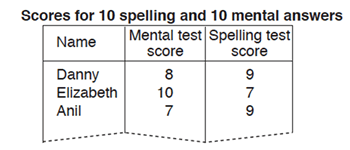 Scores for 10 spelling and 10 mental answers
Name Mental test score Spelling test score
Danny 8 9
Elizabeth 10 7
Anil 7 9